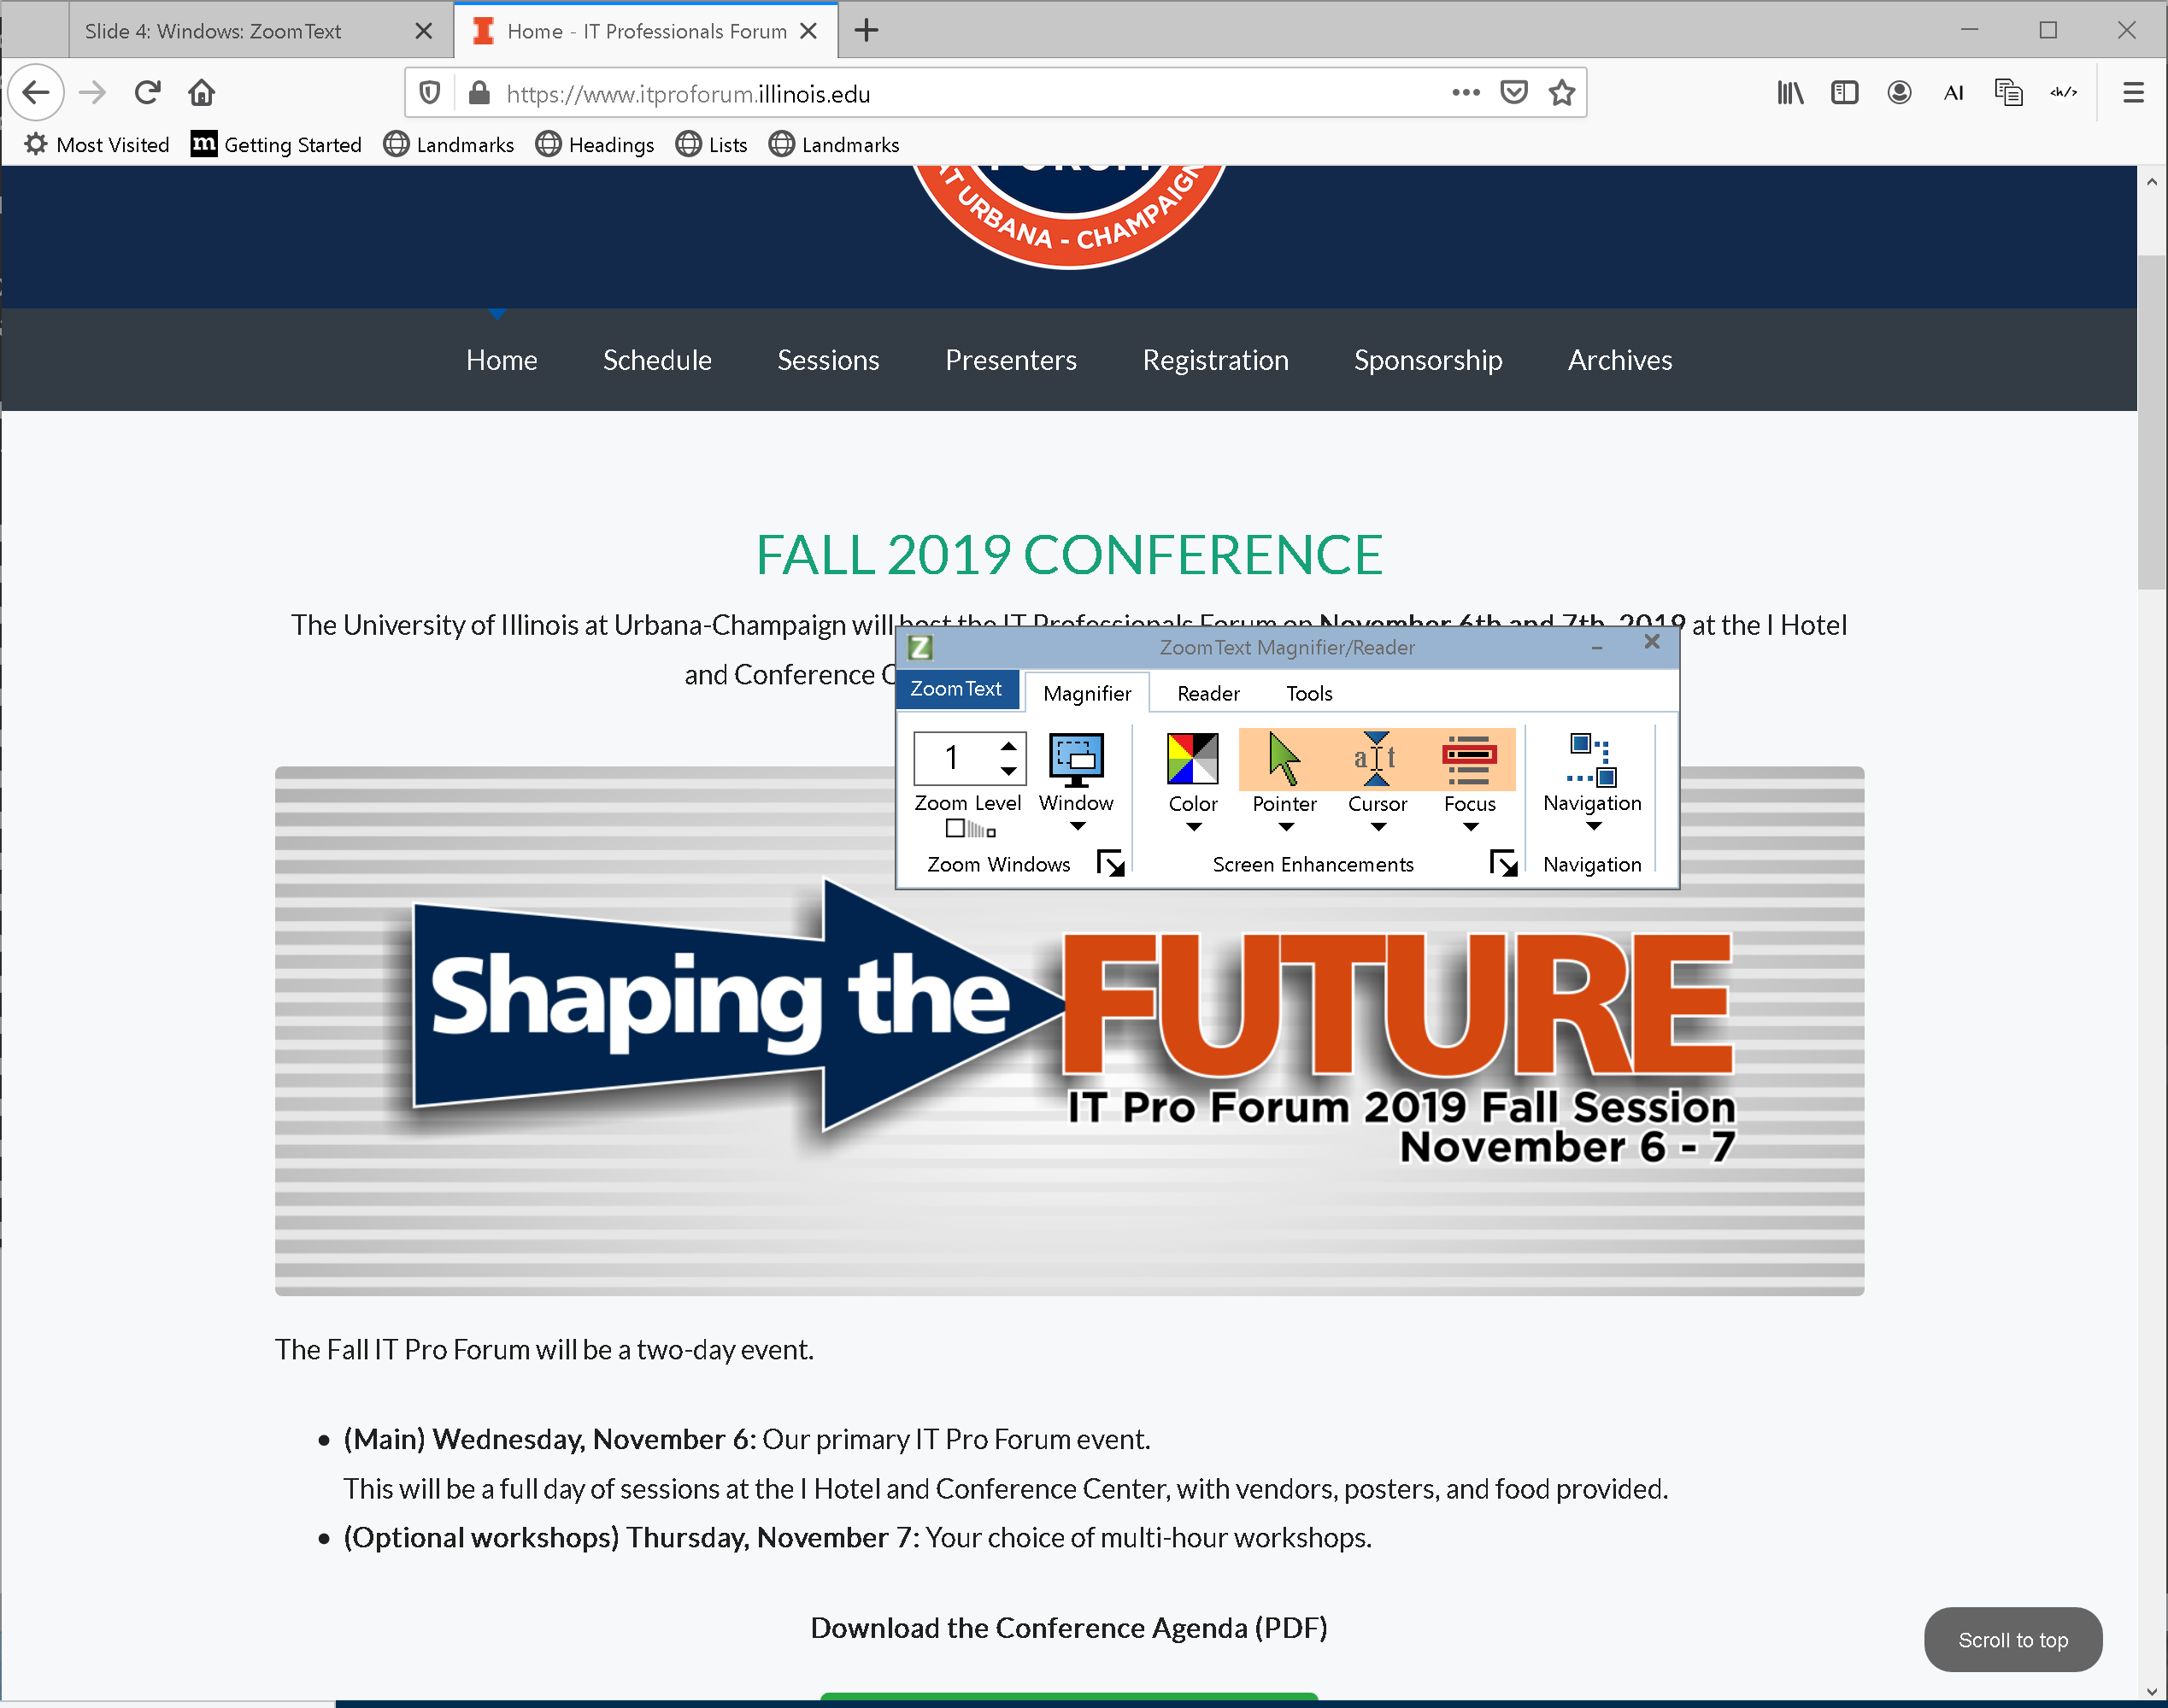 Slide 4: Windows: ZoomText
Home - IT Professionals Forum
https://www.itproforum.illinois.edu
AI
</>
Most Visited
m Getting Started
Landmarks
Headings
Lists
Landmarks
AT URBANA - CHAMPAIGN
Home
Schedule
Sessions
Presenters
Registration
Sponsorship
Archives
FALL 2019 CONFERENCE
The University of Illinois at Urbana-Champaign will host the IT Professionals Forum on November 6th and 7th, 2019 at the I Hotel
and Conference
Z
ZoomText Magnifier/Reader
ZoomText
Magnifier
Reader
Tools
1
a t
Zoom Level
Window
Color
Pointer
Cursor
Focus
Navigation
Zoom Windows
Screen Enhancements
Navigation
Shaping the FUTURE
IT Pro Forum 2019 Fall Session
November 6 - 7
The Fall IT Pro Forum will be a two-day event.
• (Main) Wednesday, November 6: Our primary IT Pro Forum event.
This will be a full day of sessions at the I Hotel and Conference Center, with vendors, posters, and food provided.
• (Optional workshops) Thursday, November 7: Your choice of multi-hour workshops.
Download the Conference Agenda (PDF)
Scroll to top